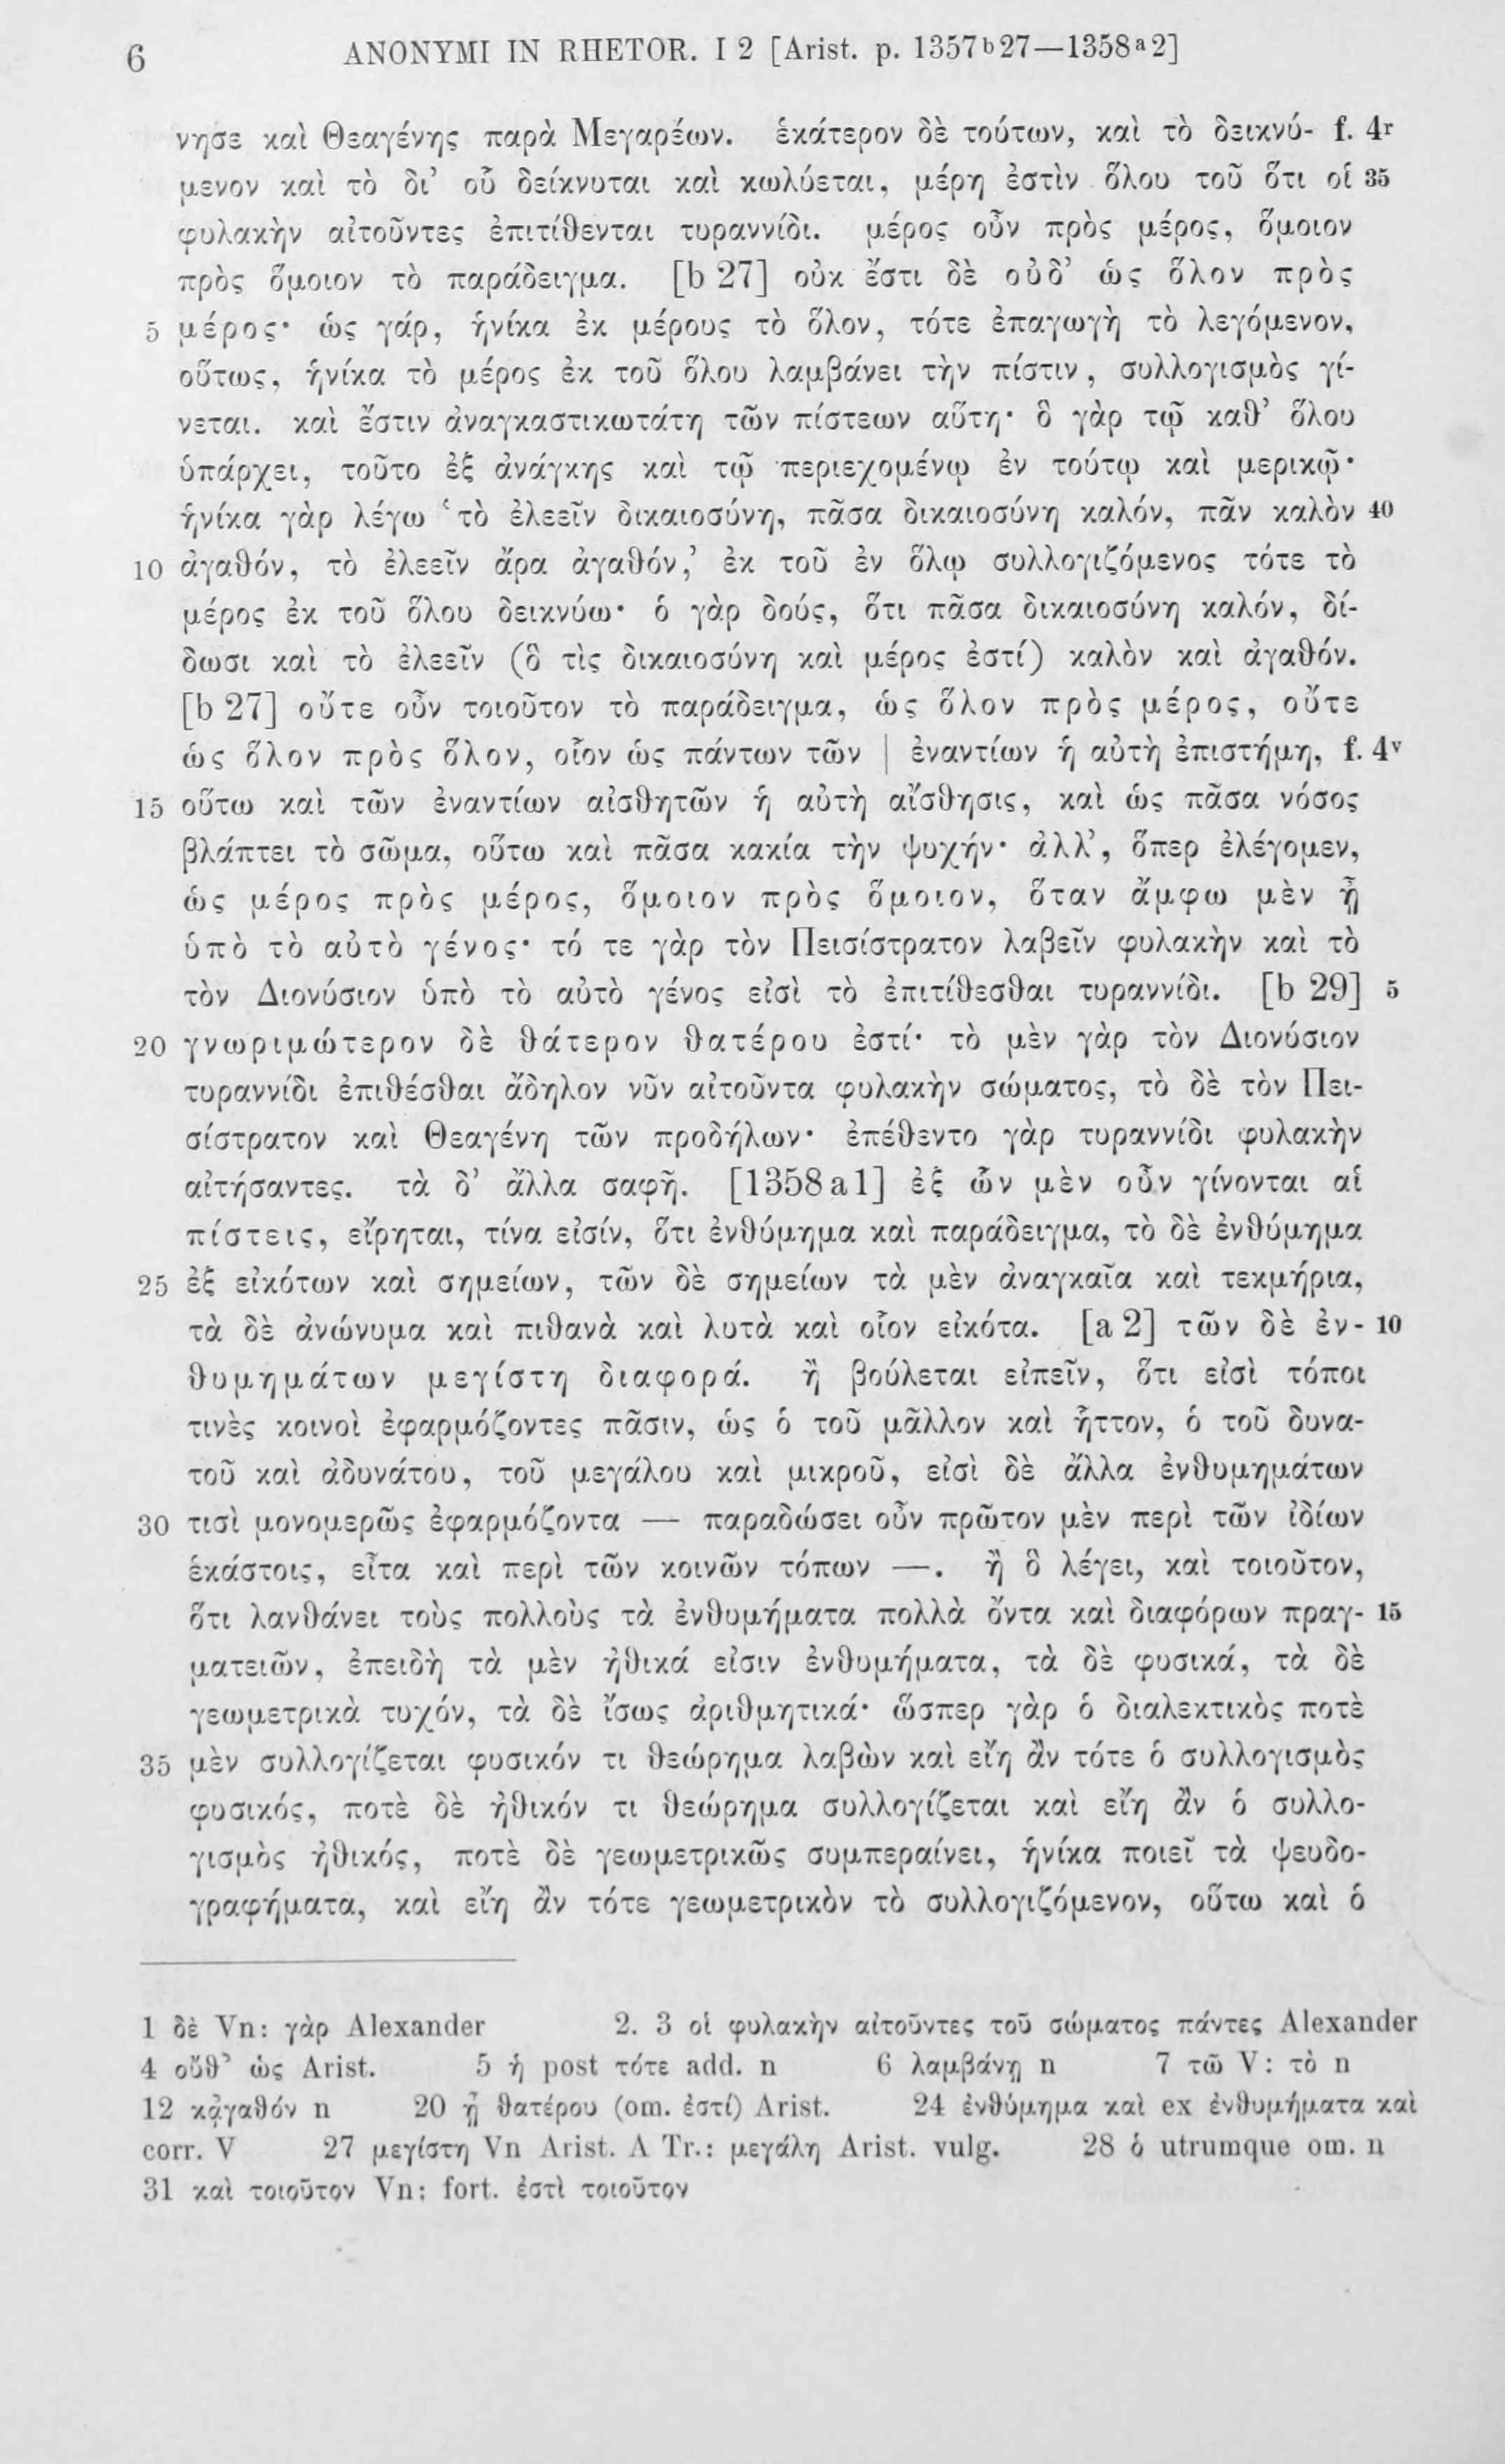 6 ANONYMI IN RHETOR. I 2 [Arist. p. 1357ᵇ27—1358ᵃ2]
νησε καὶ Θεαγένης παρὰ Μεγαρέων. ἑκάτερον δὲ τούτων, καὶ τὸ δεικνύ- f. 4ʳ
μενον καὶ τὸ δι’ οὗ δείκνυται καὶ κωλύεται, μέρη ἐστὶν ὅλου τοῦ ὅτι οἱ 35
φυλακὴν αἰτοῦντες ἐπιτίθενται τυραννίδι. μέρος οὖν πρὸς μέρος, ὅμοιον
πρὸς ὅμοιον τὸ παράδειγμα. [b 27] οὐκ ἔστι δὲ οὐδ’ ὡς ὅλον πρὸς
5 μέρος· ὡς γάρ, ἡνίκα ἐκ μέρους τὸ ὅλον, τότε ἐπαγωγὴ τὸ λεγόμενον,
οὕτως, ἡνίκα τὸ μέρος ἐκ τοῦ ὅλου λαμβάνει τὴν πίστιν, συλλογισμὸς γί-
νεται. καὶ ἔστιν ἀναγκαστικωτάτη τῶν πίστεων αὕτη· ὃ γὰρ τῷ καθ’ ὅλου
ὑπάρχει, τοῦτο ἐξ ἀνάγκης καὶ τῷ περιεχομένῳ ἐν τούτῳ καὶ μερικῷ·
ἡνίκα γὰρ λέγω ‘τὸ ἐλεεῖν δικαιοσύνη, πᾶσα δικαιοσύνη καλόν, πᾶν καλὸν 40
10 ἀγαθόν, τὸ ἐλεεῖν ἄρα ἀγαθόν,’ ἐκ τοῦ ἐν ὅλῳ συλλογιζόμενος τότε τὸ
μέρος ἐκ τοῦ ὅλου δεικνύω· ὁ γὰρ δούς, ὅτι πᾶσα δικαιοσύνη καλόν, δί-
δωσι καὶ τὸ ἐλεεῖν (ὃ τὶς δικαιοσύνη καὶ μέρος ἐστί) καλὸν καὶ ἀγαθόν.
[b 27] οὔτε οὖν τοιοῦτον τὸ παράδειγμα, ὡς ὅλον πρὸς μέρος, οὔτε
ὡς ὅλον πρὸς ὅλον, οἷον ὡς πάντων τῶν | ἐναντίων ἡ αὐτὴ ἐπιστήμη, f. 4ᵛ
15 οὕτω καὶ τῶν ἐναντίων αἰσθητῶν ἡ αὐτὴ αἴσθησις, καὶ ὡς πᾶσα νόσος
βλάπτει τὸ σῶμα, οὕτω καὶ πᾶσα κακία τὴν ψυχήν· ἀλλ’, ὅπερ ἐλέγομεν,
ὡς μέρος πρὸς μέρος, ὅμοιον πρὸς ὅμοιον, ὅταν ἄμφω μὲν ᾖ
ὑπὸ τὸ αὐτὸ γένος· τό τε γὰρ τὸν Πεισίστρατον λαβεῖν φυλακὴν καὶ τὸ
τὸν Διονύσιον ὑπὸ τὸ αὐτὸ γένος εἰσὶ τὸ ἐπιτίθεσθαι τυραννίδι. [b 29] 5
20 γνωριμώτερον δὲ θάτερον θατέρου ἐστί· τὸ μὲν γὰρ τὸν Διονύσιον
τυραννίδι ἐπιθέσθαι ἄδηλον νῦν αἰτοῦντα φυλακὴν σώματος, τὸ δὲ τὸν Πει-
σίστρατον καὶ Θεαγένη τῶν προδήλων· ἐπέθεντο γὰρ τυραννίδι φυλακὴν
αἰτήσαντες. τὰ δ’ ἄλλα σαφῆ. [1358 a 1] ἐξ ὧν μὲν οὖν γίνονται αἱ
πίστεις, εἴρηται, τίνα εἰσίν, ὅτι ἐνθύμημα καὶ παράδειγμα, τὸ δὲ ἐνθύμημα
25 ἐξ εἰκότων καὶ σημείων, τῶν δὲ σημείων τὰ μὲν ἀναγκαῖα καὶ τεκμήρια,
τὰ δὲ ἀνώνυμα καὶ πιθανὰ καὶ λυτὰ καὶ οἷον εἰκότα. [a 2] τῶν δὲ ἐν- 10
θυμημάτων μεγίστη διαφορά. ἢ βούλεται εἰπεῖν, ὅτι εἰσὶ τόποι
τινὲς κοινοὶ ἐφαρμόζοντες πᾶσιν, ὡς ὁ τοῦ μᾶλλον καὶ ἧττον, ὁ τοῦ δυνα-
τοῦ καὶ ἀδυνάτου, τοῦ μεγάλου καὶ μικροῦ, εἰσὶ δὲ ἄλλα ἐνθυμημάτων
30 τισὶ μονομερῶς ἐφαρμόζοντα — παραδώσει οὖν πρῶτον μὲν περὶ τῶν ἰδίων
ἑκάστοις, εἶτα καὶ περὶ τῶν κοινῶν τόπων —. ἢ ὃ λέγει, καὶ τοιοῦτον,
ὅτι λανθάνει τοὺς πολλοὺς τὰ ἐνθυμήματα πολλὰ ὄντα καὶ διαφόρων πραγ- 15
ματειῶν, ἐπειδὴ τὰ μὲν ἠθικά εἰσιν ἐνθυμήματα, τὰ δὲ φυσικά, τὰ δὲ
γεωμετρικὰ τυχόν, τὰ δὲ ἴσως ἀριθμητικά· ὥσπερ γὰρ ὁ διαλεκτικὸς ποτὲ
35 μὲν συλλογίζεται φυσικόν τι θεώρημα λαβὼν καὶ εἴη ἂν τότε ὁ συλλογισμὸς
φυσικός, ποτὲ δὲ ἠθικόν τι θεώρημα συλλογίζεται καὶ εἴη ἂν ὁ συλλο-
γισμὸς ἠθικός, ποτὲ δὲ γεωμετρικῶς συμπεραίνει, ἡνίκα ποιεῖ τὰ ψευδο-
γραφήματα, καὶ εἴη ἂν τότε γεωμετρικὸν τὸ συλλογιζόμενον, οὕτω καὶ ὁ
1 δὲ Vn: γὰρ Alexander 2. 3 οἱ φυλακὴν αἰτοῦντες τοῦ σώματος πάντες Alexander
4 οὔθ’ ὡς Arist. 5 ἡ post τότε add. n 6 λαμβάνῃ n 7 τῶ V: τὸ n
12 κἀγαθόν n 20 ᾖ θατέρου (om. ἐστί) Arist. 24 ἐνθύμημα καὶ ex ἐνθυμήματα καὶ
corr. V 27 μεγίστη Vn Arist. A Tr.: μεγάλη Arist. vulg. 28 ὁ utrumque om. n
31 καὶ τοιοῦτον Vn: fort. ἐστὶ τοιοῦτον